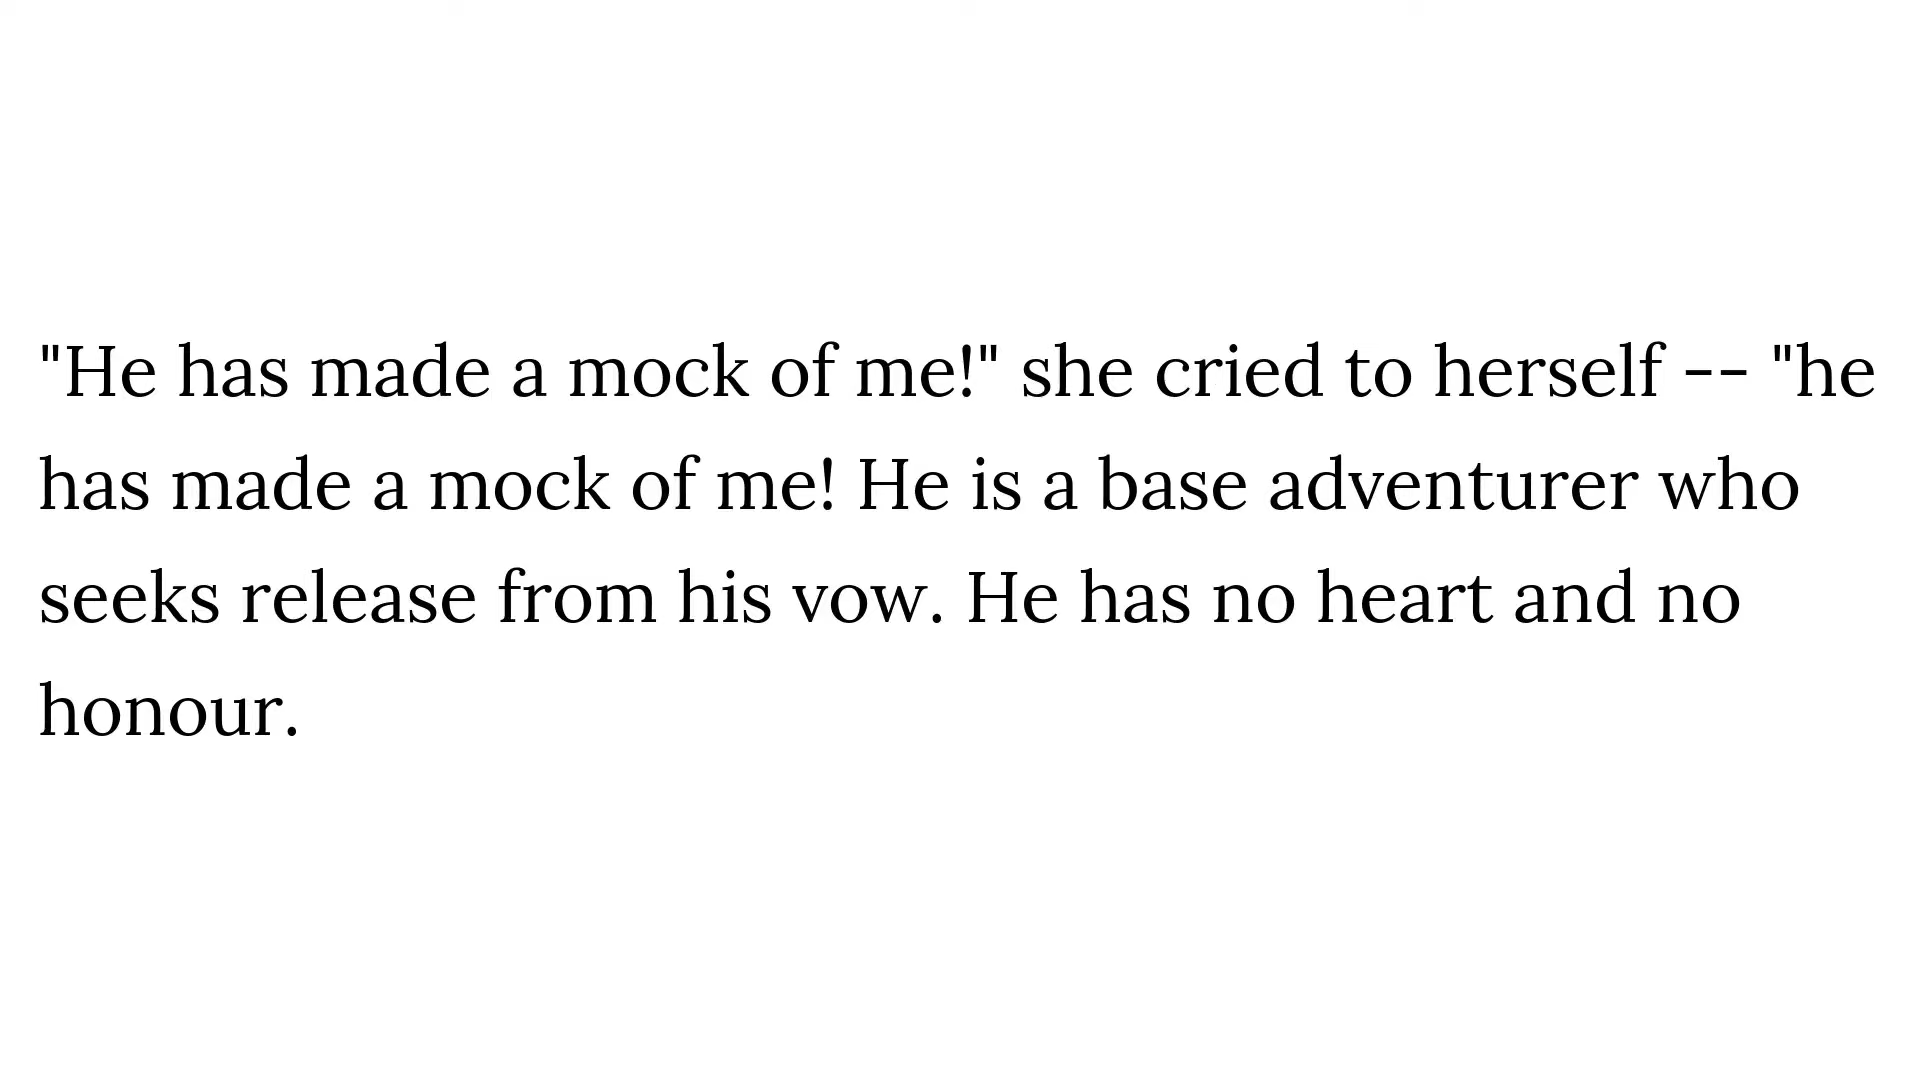 "He has made a mock of me!" she cried to herself -- "he
has made a mock of me! He is a base adventurer who
seeks release from his vow. He has no heart and no
honour.